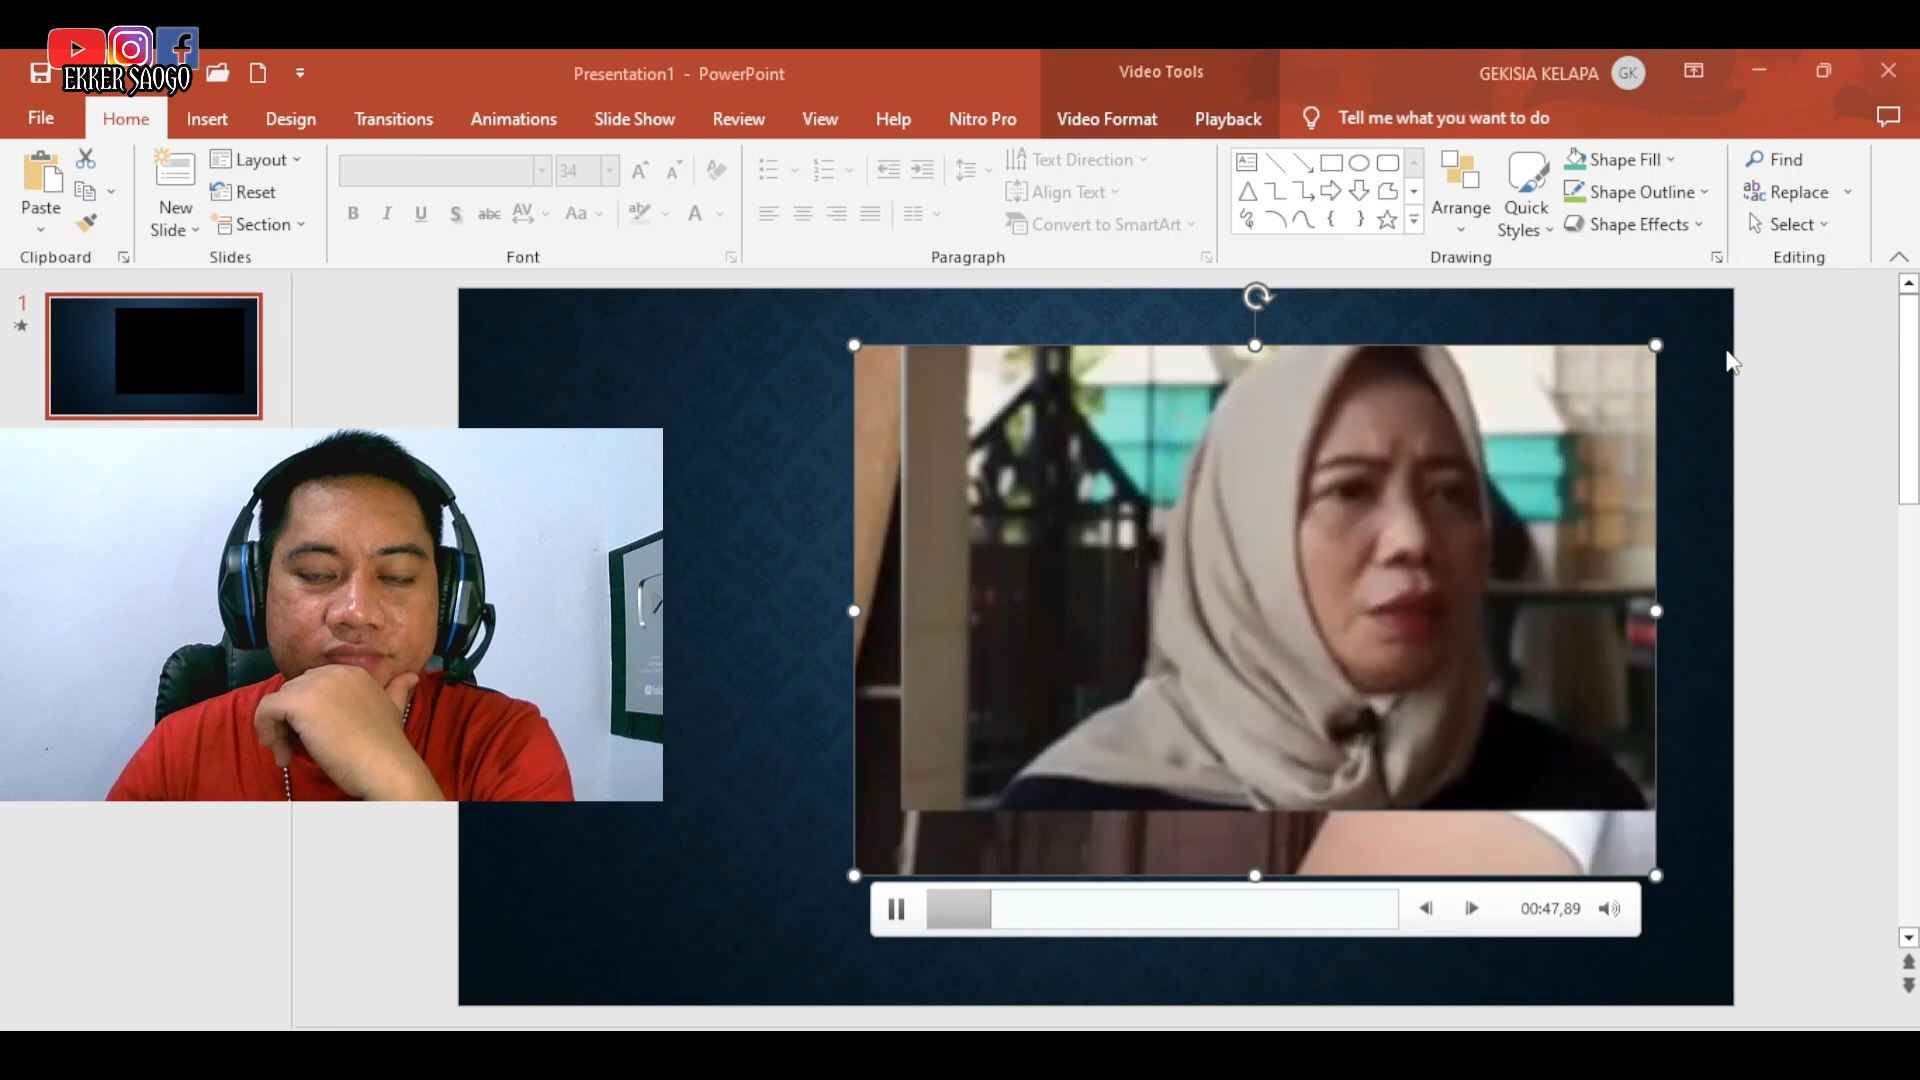 EKKER SAOGO
Presentation1 - PowerPoint
Video Tools
GEKISIA KELAPA
GK
File
Home
Insert
Design
Transitions
Animations
Slide Show
Review
View
Help
Nitro Pro
Video Format
Playback
Tell me what you want to do
Paste
New
Slide
Layout
Reset
Section
34
B
I
U
S
abc
AV
Aa
A
Text Direction
Align Text
Convert to SmartArt
Arrange
Quick
Styles
Shape Fill
Shape Outline
Shape Effects
Find
Replace
Select
Clipboard
Slides
Font
Paragraph
Drawing
Editing
1
00:47,89